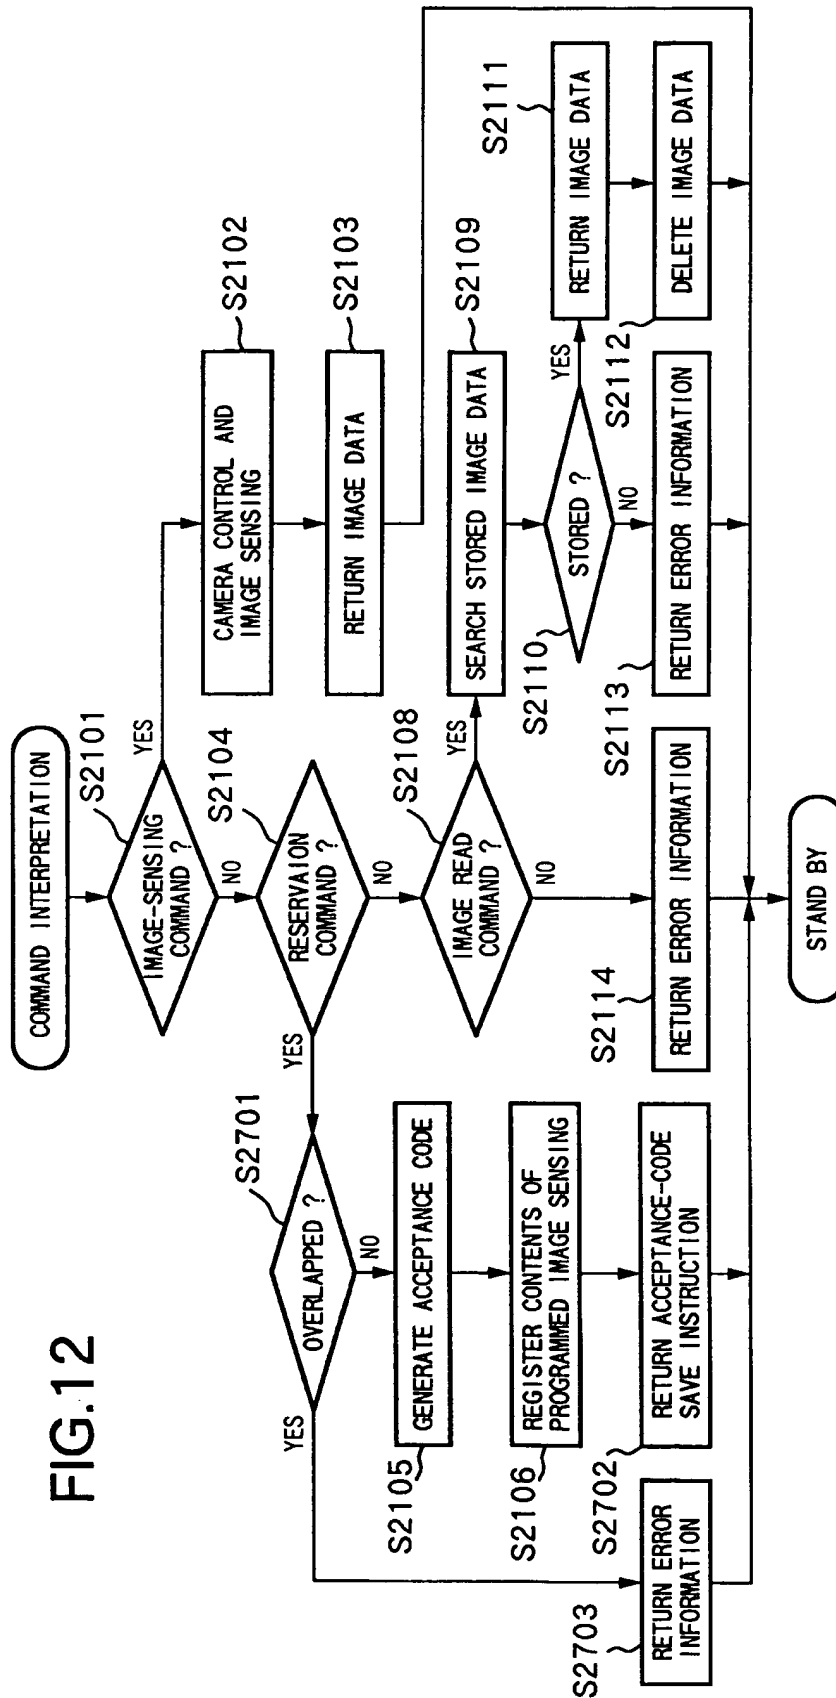 FIG.12
COMMAND INTERPRETATION
S2101
IMAGE-SENSING
COMMAND ?
YES
NO
S2102
CAMERA CONTROL AND
IMAGE SENSING
S2103
RETURN IMAGE DATA
S2104
RESERVAION
COMMAND ?
YES
NO
S2701
OVERLAPPED ?
YES
NO
S2105
GENERATE ACCEPTANCE CODE
S2106
REGISTER CONTENTS OF
PROGRAMMED IMAGE SENSING
S2702
RETURN ACCEPTANCE-CODE
SAVE INSTRUCTION
S2703
RETURN ERROR
INFORMATION
S2108
IMAGE READ
COMMAND ?
YES
NO
S2109
SEARCH STORED IMAGE DATA
S2110
STORED ?
YES
NO
S2111
RETURN IMAGE DATA
S2112
DELETE IMAGE DATA
S2113
RETURN ERROR INFORMATION
S2114
RETURN ERROR INFORMATION
STAND BY